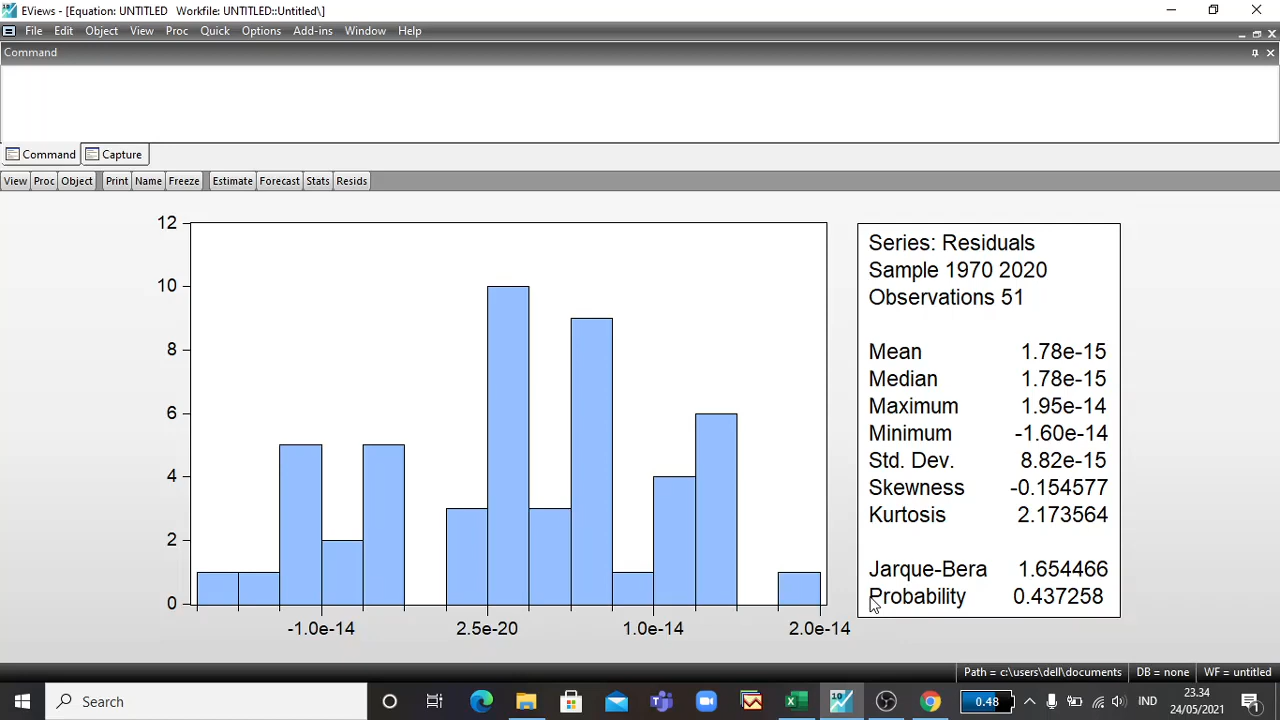 EViews - [Equation: UNTITLED Workfile: UNTITLED::Untitled\]
File Edit Object View Proc Quick Options Add-ins Window Help
Command
Command Capture
View Proc Object Print Name Freeze Estimate Forecast Stats Resids
12
10
8
6
4
2
0
-1.0e-14 2.5e-20 1.0e-14 2.0e-14
Series: Residuals
Sample 1970 2020
Observations 51
Mean 1.78e-15
Median 1.78e-15
Maximum 1.95e-14
Minimum -1.60e-14
Std. Dev. 8.82e-15
Skewness -0.154577
Kurtosis 2.173564
Jarque-Bera 1.654466
Probability 0.437258
Path = c:\users\dell\documents DB = none WF = untitled
Search
10
0.48
IND
23.34
24/05/2021
1